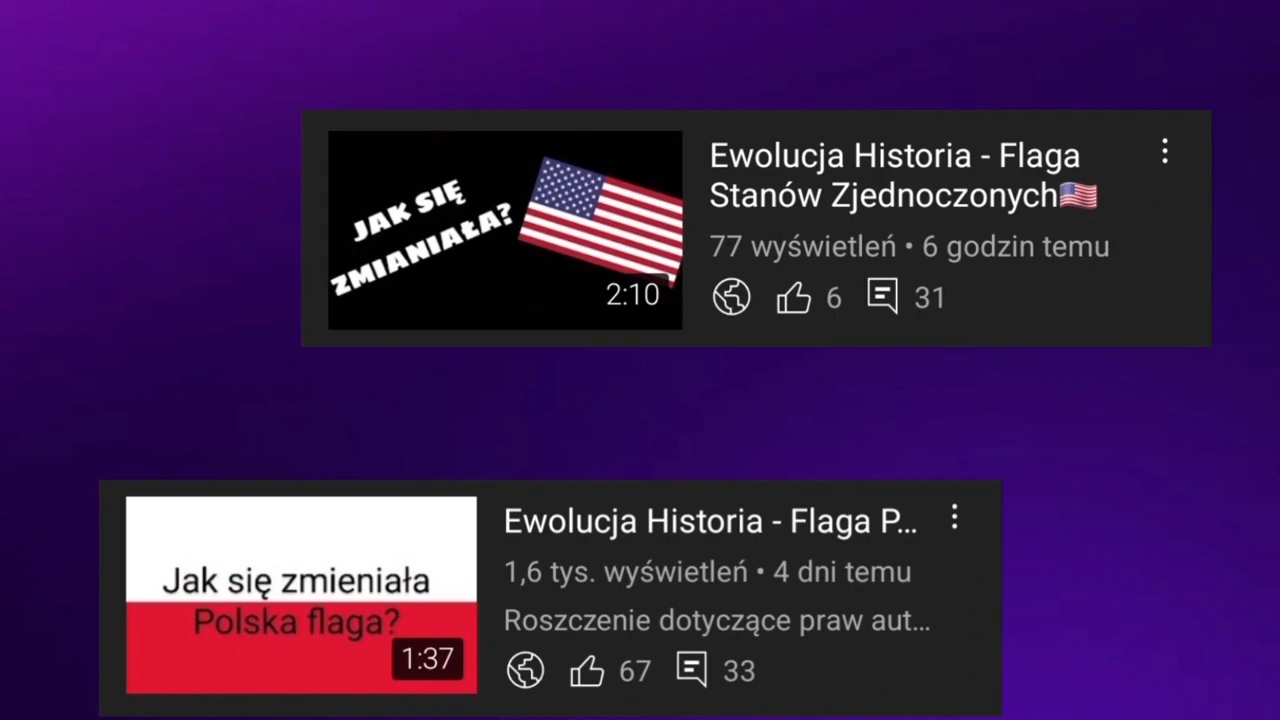 JAK SIĘ
ZMIANIAŁA?
2:10
Ewolucja Historia - Flaga
Stanów Zjednoczonych🇺🇸
77 wyświetleń • 6 godzin temu
6 31
Jak się zmieniała
Polska flaga?
1:37
Ewolucja Historia - Flaga P...
1,6 tys. wyświetleń • 4 dni temu
Roszczenie dotyczące praw aut...
67 33